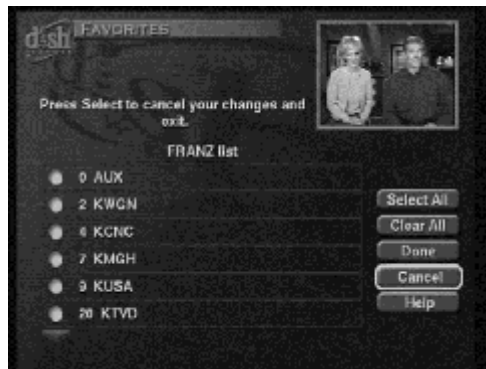 dish FAVORITES
Press Select to cancel your changes and
exit.
FRANZ list
0 AUX
2 KWGN
4 KCNC
7 KMGH
9 KUSA
20 KTVD
Select All
Clear All
Done
Cancel
Help